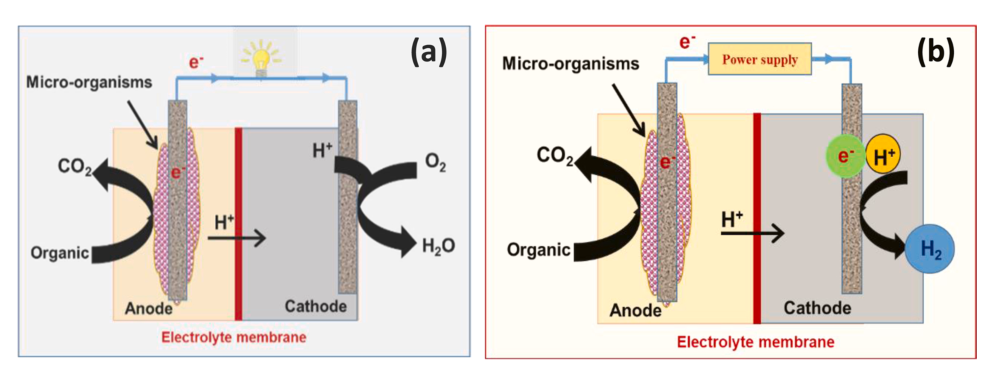 (a)
e-
Micro-organisms
CO2
e-
H+
O2
H+
Organic
H2O
Anode
Cathode
Electrolyte membrane
(b)
e-
Power supply
Micro-organisms
CO2
e-
e-
H+
H+
Organic
H2
Anode
Cathode
Electrolyte membrane